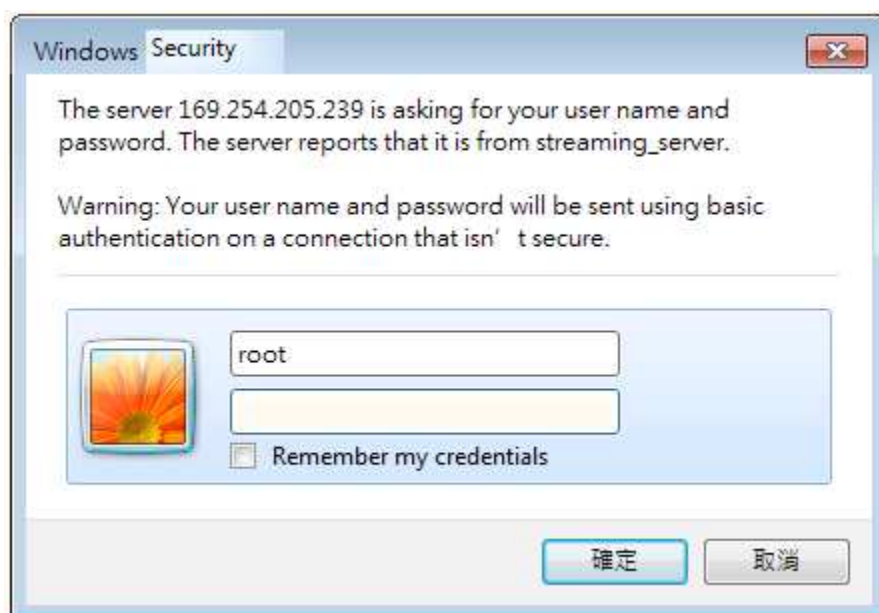 Windows Security
The server 169.254.205.239 is asking for your user name and
password. The server reports that it is from streaming_server.
Warning: Your user name and password will be sent using basic
authentication on a connection that isn' t secure.
root
Remember my credentials
確定 取消